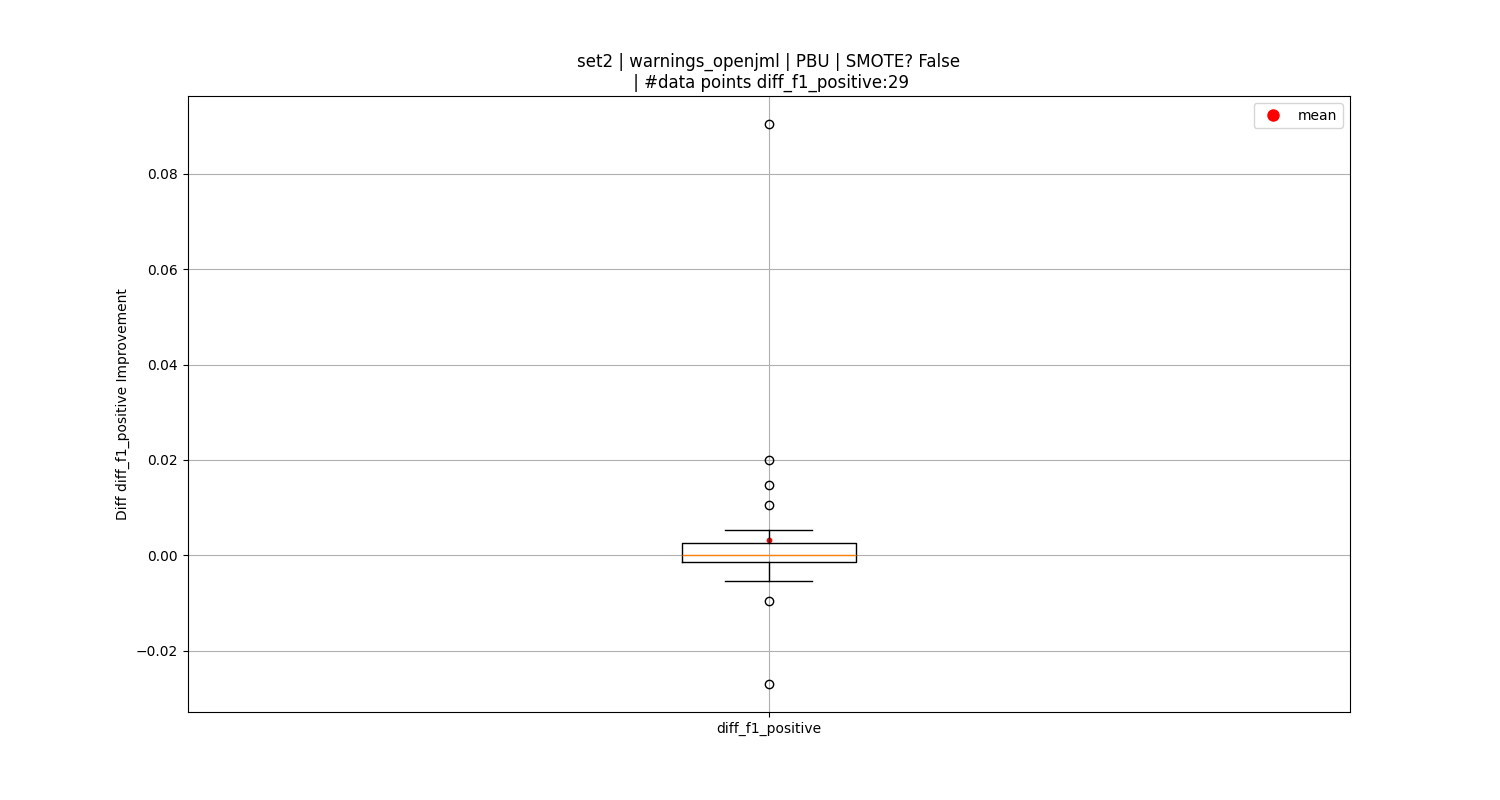 set2 | warnings_openjml | PBU | SMOTE? False
| #data points diff_f1_positive:29
mean
0.08
0.06
0.04
0.02
0.00
−0.02
Diff diff_f1_positive Improvement
diff_f1_positive